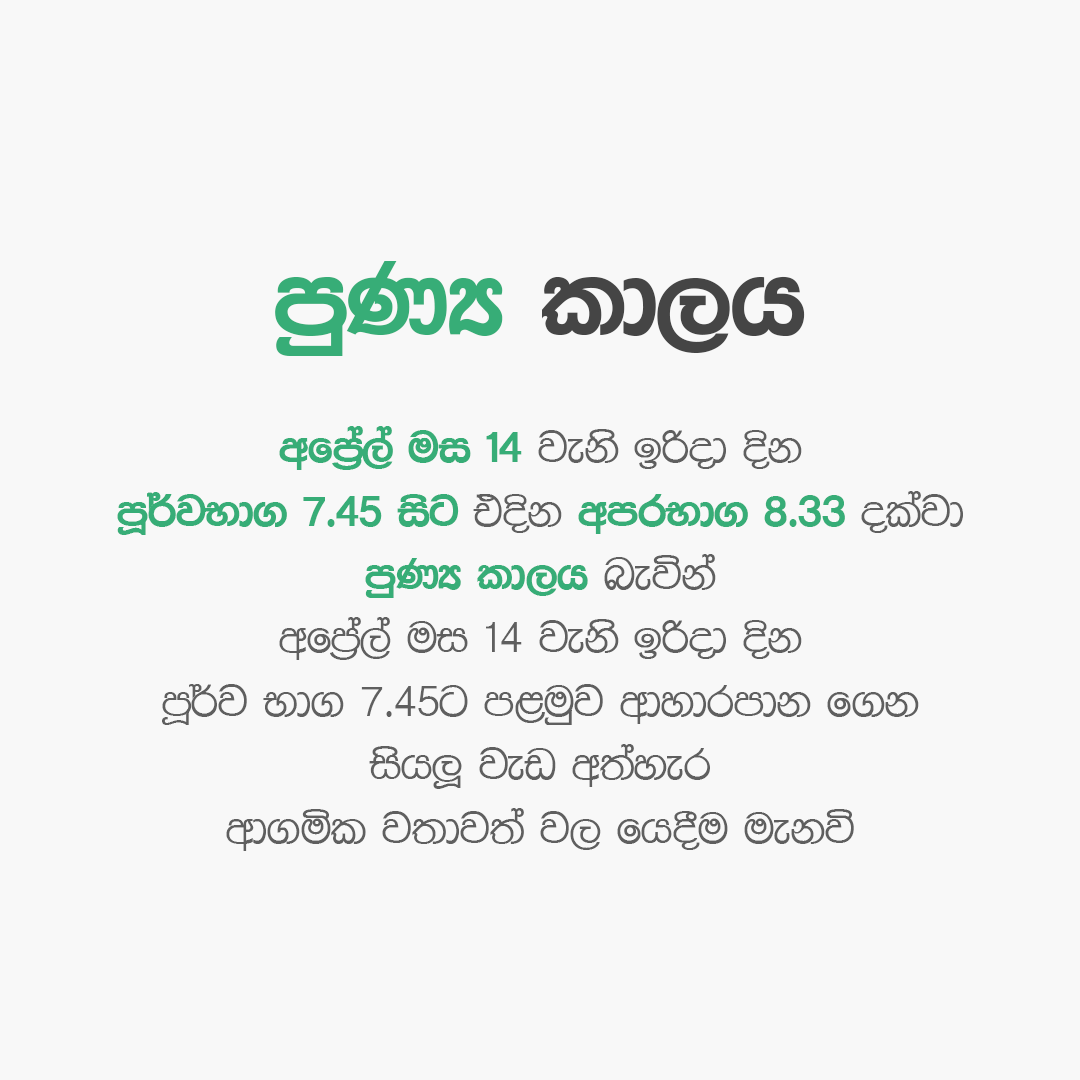 පුණ්‍ය කාලය
අප්‍රේල් මස 14 වැනි ඉරිදා දින
පූර්වභාග 7.45 සිට එදින අපරභාග 8.33 දක්වා
පුණ්‍ය කාලය බැවින්
අප්‍රේල් මස 14 වැනි ඉරිදා දින
පූර්ව භාග 7.45ට පළමුව ආහාරපාන ගෙන
සියලූ වැඩ අත්හැර
ආගමික වතාවත් වල යෙදීම මැනවි